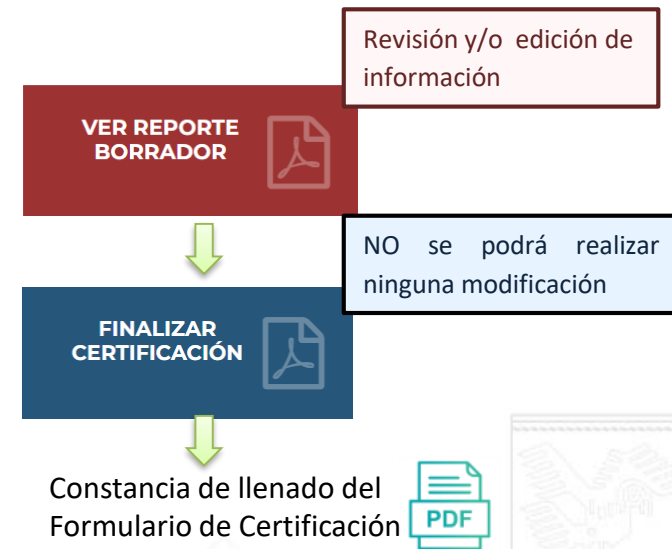 Revisión y/o edición de
información
VER REPORTE
BORRADOR
NO se podrá realizar
ninguna modificación
FINALIZAR
CERTIFICACIÓN
Constancia de llenado del
Formulario de Certificación
PDF